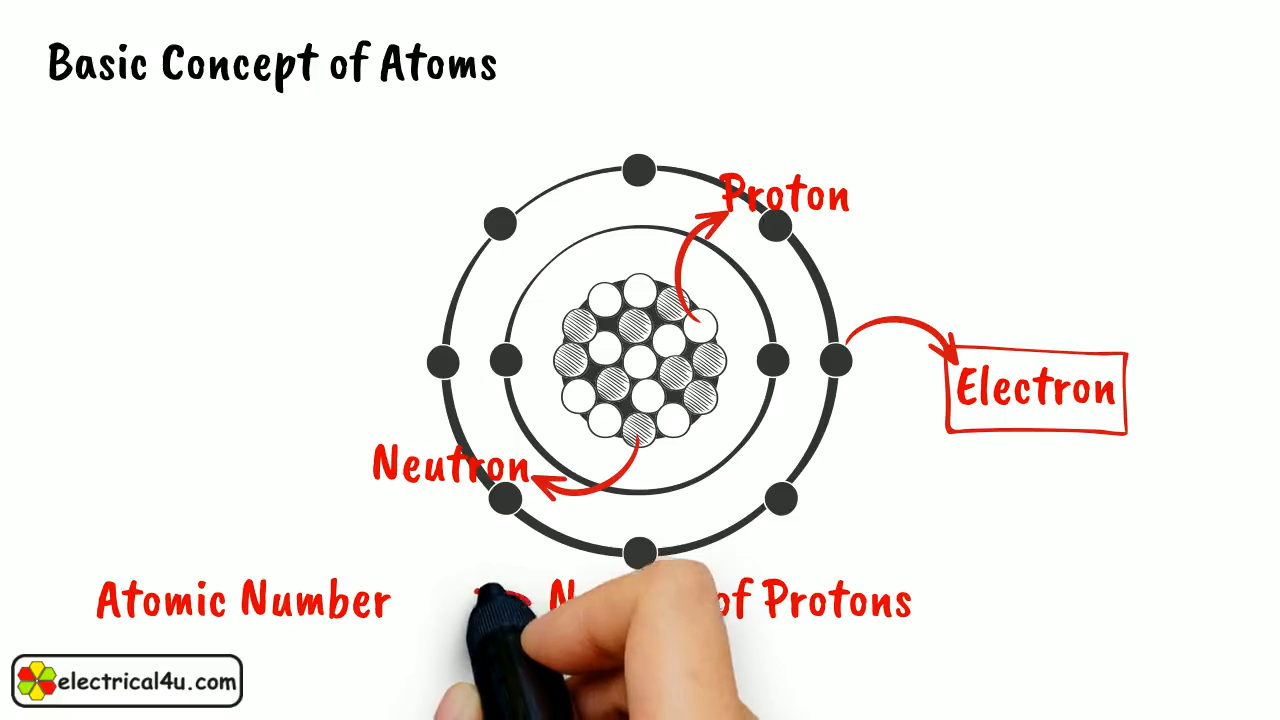 Basic Concept of Atoms
Proton
Electron
Neutron
Atomic Number of Protons
electrical4u.com